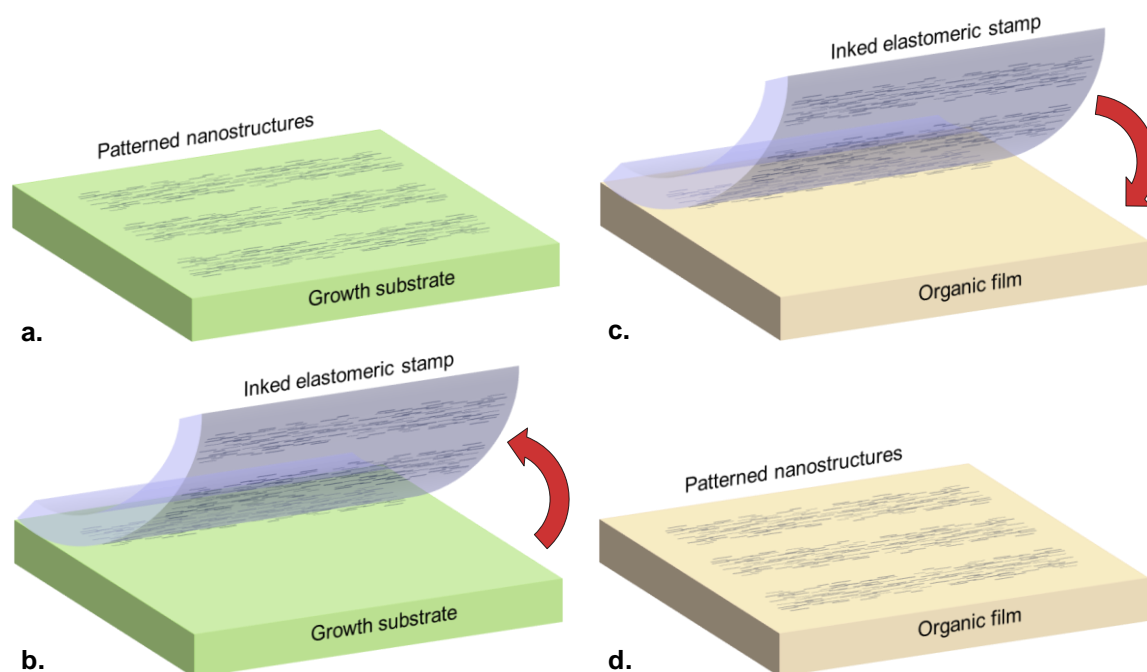 Patterned nanostructures
Growth substrate
a.
Inked elastomeric stamp
Growth substrate
b.
Inked elastomeric stamp
Organic film
c.
Patterned nanostructures
Organic film
d.